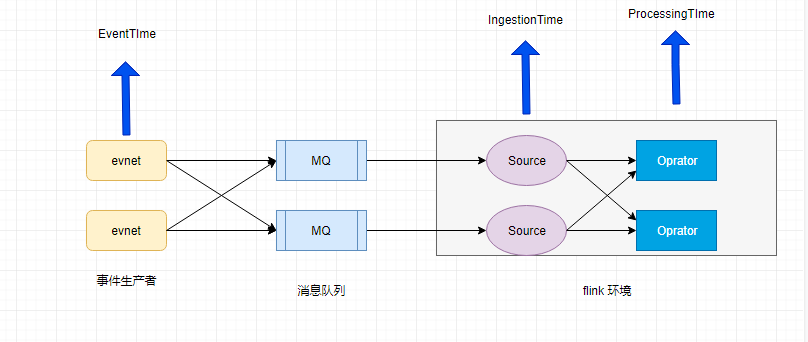 EventTIme
IngestionTime
ProcessingTIme
evnet
MQ
Source
Oprator
evnet
MQ
Source
Oprator
事件生产者
消息队列
flink 环境